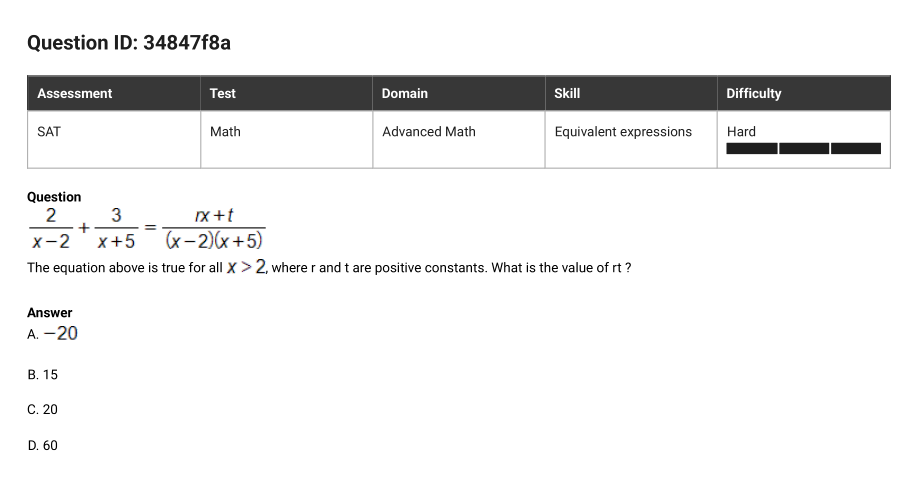 Question ID: 34847f8a
Assessment Test Domain Skill Difficulty
SAT Math Advanced Math Equivalent expressions Hard
Question
2/(x−2) + 3/(x+5) = (rx+t)/((x−2)(x+5))
The equation above is true for all x > 2, where r and t are positive constants. What is the value of rt ?
Answer
A. −20
B. 15
C. 20
D. 60